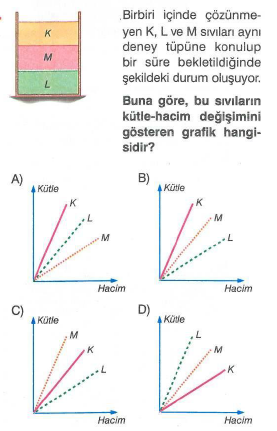 K
M
L
Birbiri içinde çözünme-
yen K, L ve M sıvıları aynı
deney tüpüne konulup
bir süre bekletildiğinde
şekildeki durum oluşuyor.
Buna göre, bu sıvıların
kütle-hacim değişimini
gösteren grafik hangi-
sidir?
A)
Kütle
K
L
M
Hacim
B)
Kütle
K
M
L
Hacim
C)
Kütle
M
K
L
Hacim
D)
Kütle
L
M
K
Hacim